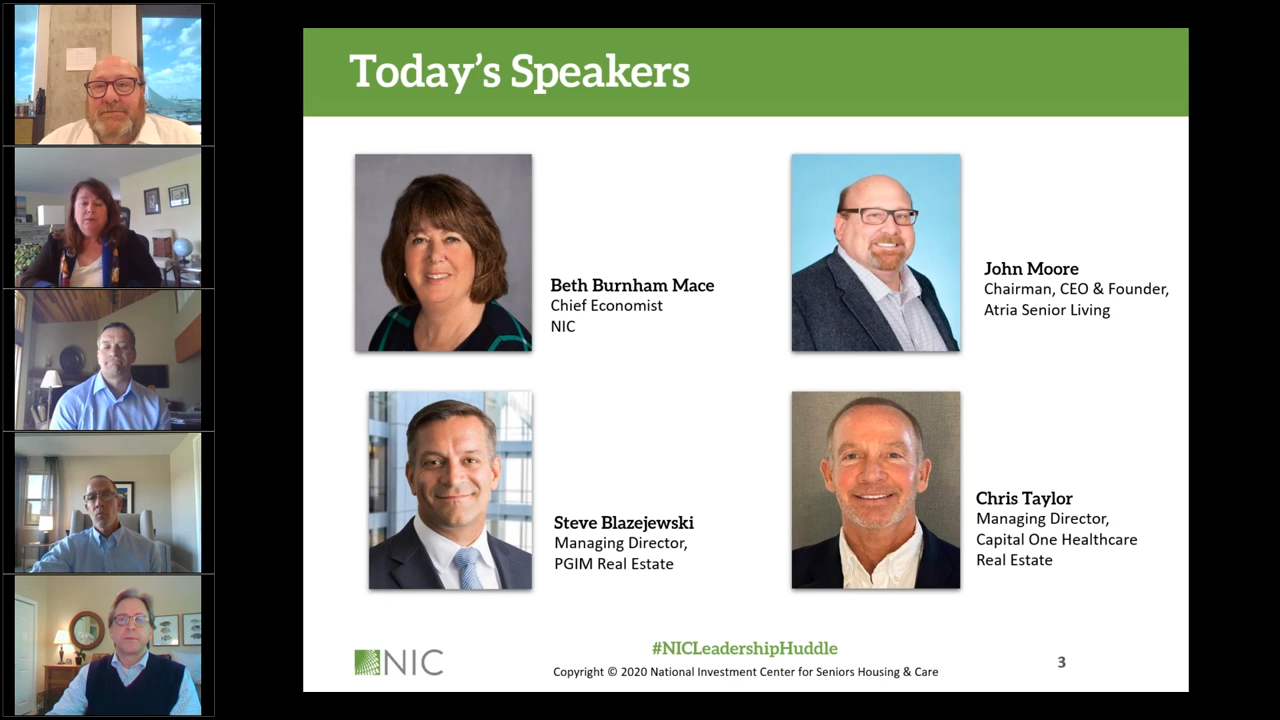 Today's Speakers
Beth Burnham Mace
Chief Economist
NIC
John Moore
Chairman, CEO & Founder,
Atria Senior Living
Steve Blazejewski
Managing Director,
PGIM Real Estate
Chris Taylor
Managing Director,
Capital One Healthcare
Real Estate
NIC
#NICLeadershipHuddle
Copyright © 2020 National Investment Center for Seniors Housing & Care
3